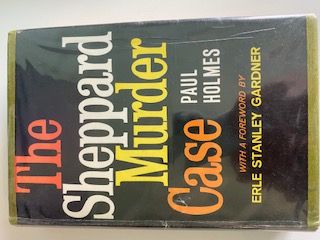 The
Sheppard
Murder
Case
PAUL
HOLMES
WITH A FOREWORD BY
ERLE STANLEY GARDNER